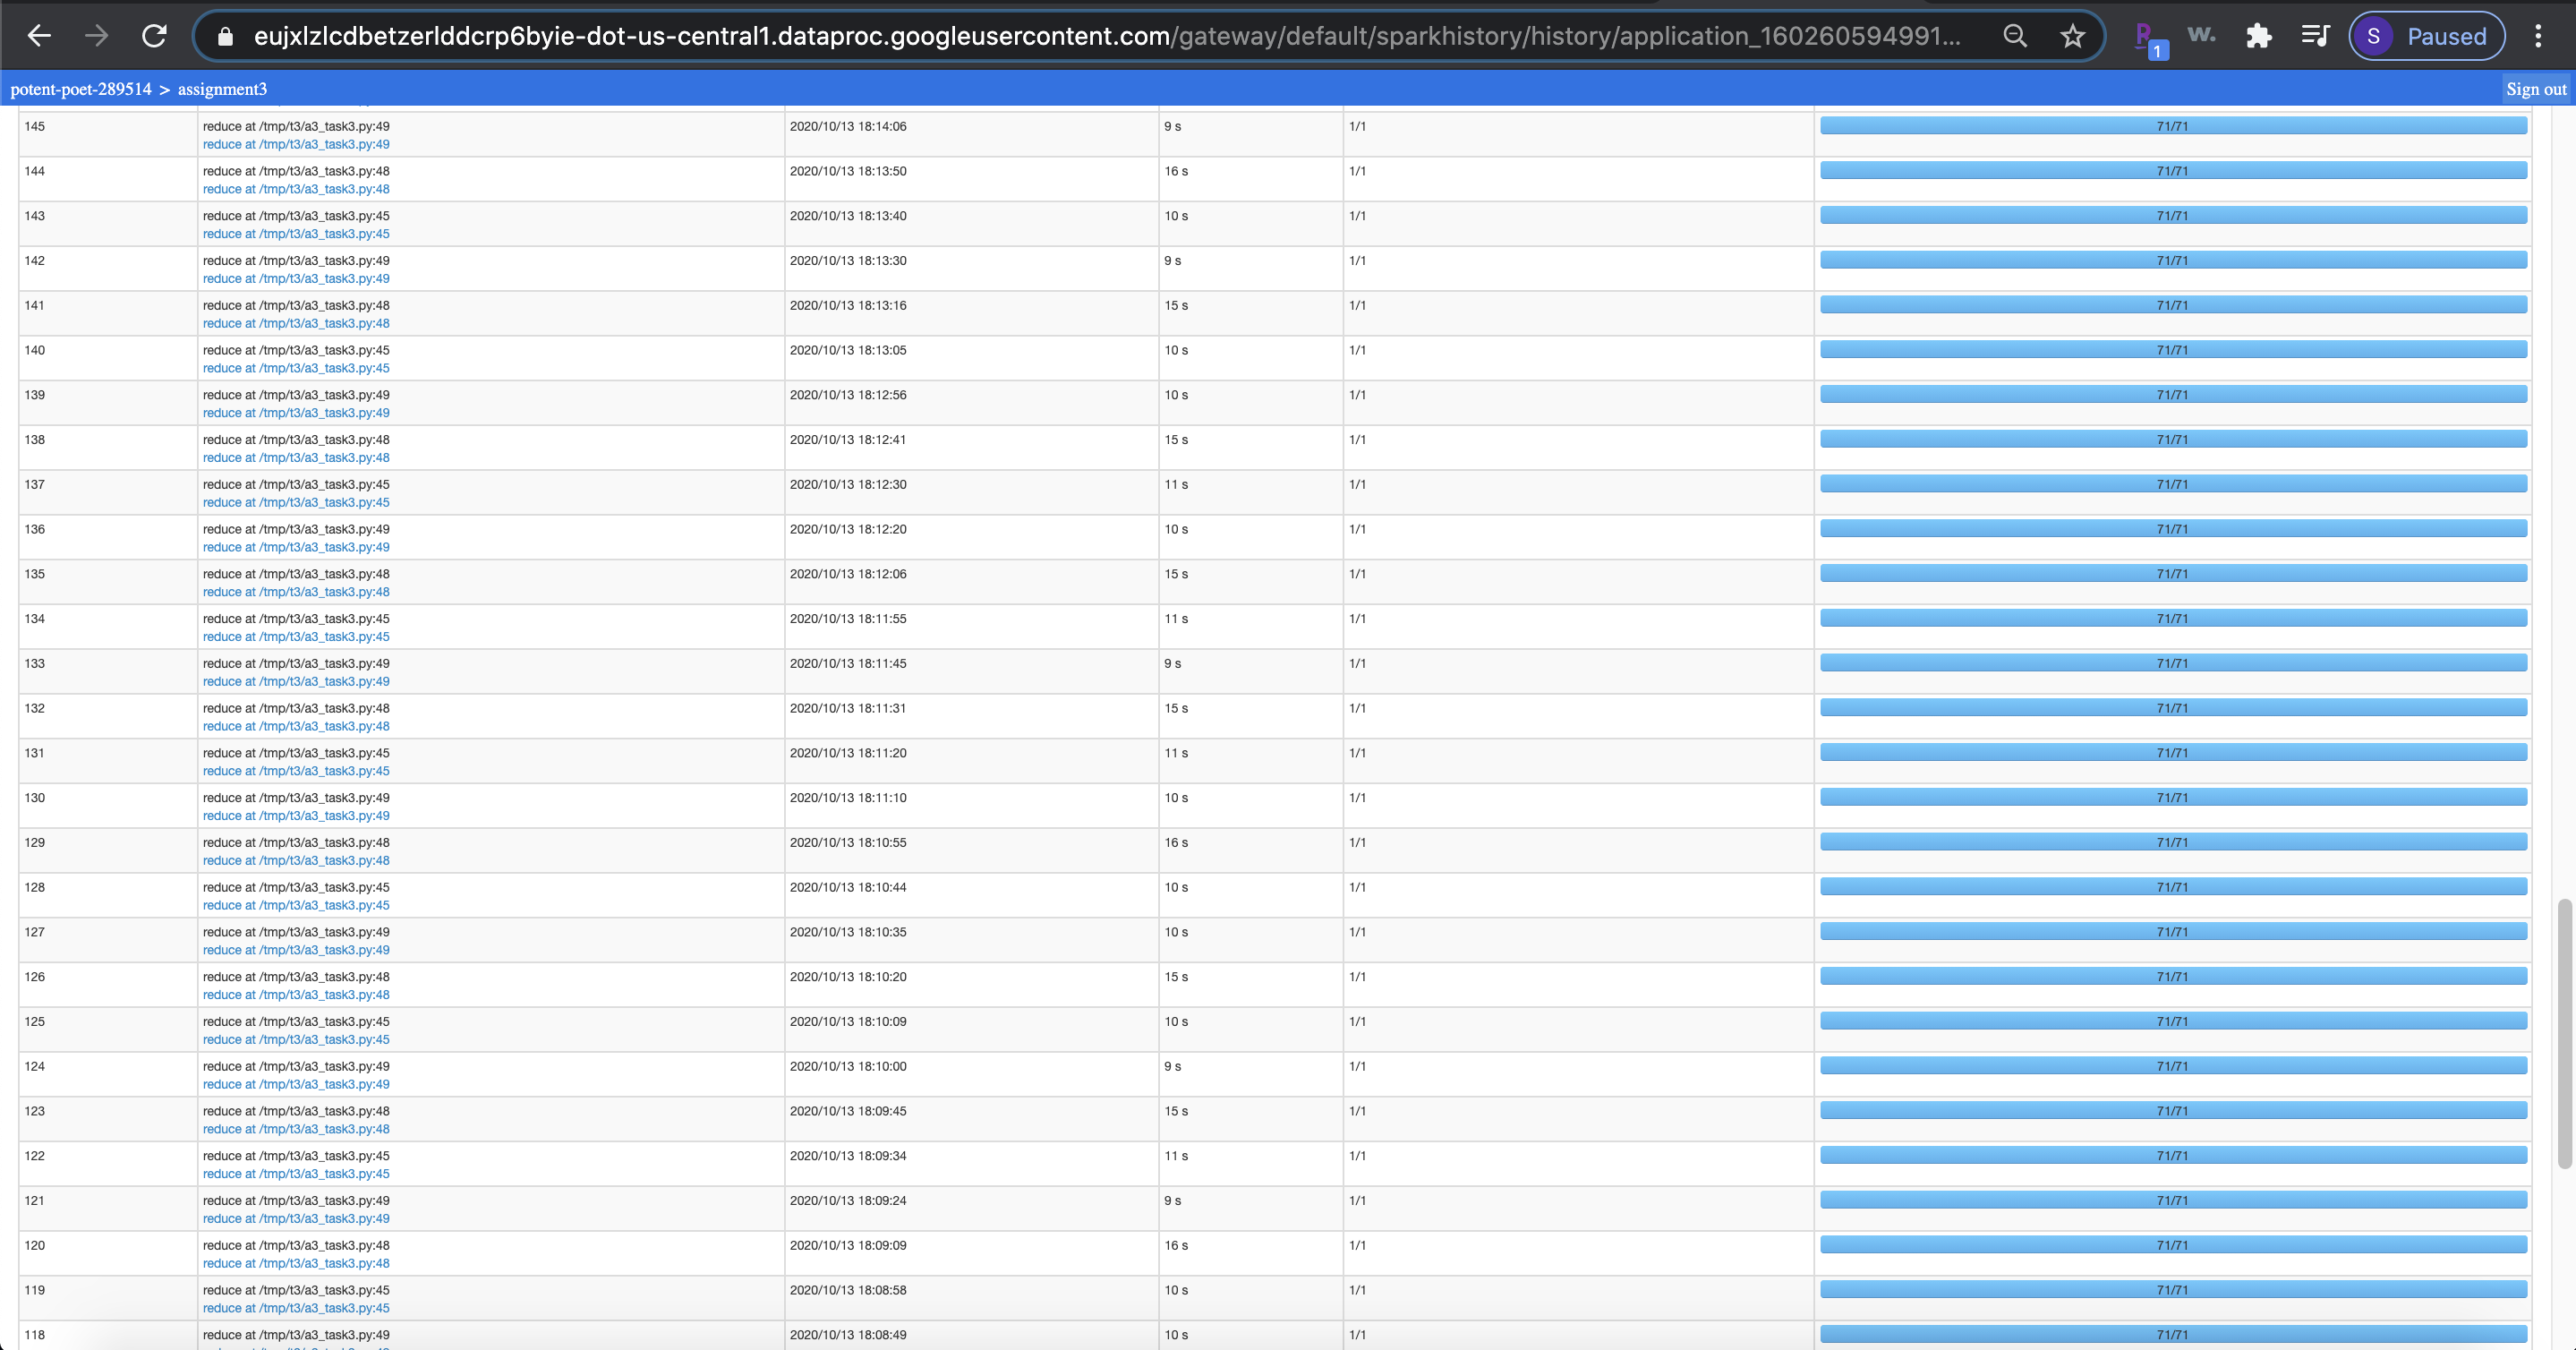 eujxlzlcdbetzerlddcrp6byie-dot-us-central1.dataproc.googleusercontent.com/gateway/default/sparkhistory/history/application_160260594991... 1 w. S Paused
potent-poet-289514 > assignment3 Sign out
145 reduce at /tmp/t3/a3_task3.py:49 2020/10/13 18:14:06 9 s 1/1 71/71
reduce at /tmp/t3/a3_task3.py:49
144 reduce at /tmp/t3/a3_task3.py:48 2020/10/13 18:13:50 16 s 1/1 71/71
reduce at /tmp/t3/a3_task3.py:48
143 reduce at /tmp/t3/a3_task3.py:45 2020/10/13 18:13:40 10 s 1/1 71/71
reduce at /tmp/t3/a3_task3.py:45
142 reduce at /tmp/t3/a3_task3.py:49 2020/10/13 18:13:30 9 s 1/1 71/71
reduce at /tmp/t3/a3_task3.py:49
141 reduce at /tmp/t3/a3_task3.py:48 2020/10/13 18:13:16 15 s 1/1 71/71
reduce at /tmp/t3/a3_task3.py:48
140 reduce at /tmp/t3/a3_task3.py:45 2020/10/13 18:13:05 10 s 1/1 71/71
reduce at /tmp/t3/a3_task3.py:45
139 reduce at /tmp/t3/a3_task3.py:49 2020/10/13 18:12:56 10 s 1/1 71/71
reduce at /tmp/t3/a3_task3.py:49
138 reduce at /tmp/t3/a3_task3.py:48 2020/10/13 18:12:41 15 s 1/1 71/71
reduce at /tmp/t3/a3_task3.py:48
137 reduce at /tmp/t3/a3_task3.py:45 2020/10/13 18:12:30 11 s 1/1 71/71
reduce at /tmp/t3/a3_task3.py:45
136 reduce at /tmp/t3/a3_task3.py:49 2020/10/13 18:12:20 10 s 1/1 71/71
reduce at /tmp/t3/a3_task3.py:49
135 reduce at /tmp/t3/a3_task3.py:48 2020/10/13 18:12:06 15 s 1/1 71/71
reduce at /tmp/t3/a3_task3.py:48
134 reduce at /tmp/t3/a3_task3.py:45 2020/10/13 18:11:55 11 s 1/1 71/71
reduce at /tmp/t3/a3_task3.py:45
133 reduce at /tmp/t3/a3_task3.py:49 2020/10/13 18:11:45 9 s 1/1 71/71
reduce at /tmp/t3/a3_task3.py:49
132 reduce at /tmp/t3/a3_task3.py:48 2020/10/13 18:11:31 15 s 1/1 71/71
reduce at /tmp/t3/a3_task3.py:48
131 reduce at /tmp/t3/a3_task3.py:45 2020/10/13 18:11:20 11 s 1/1 71/71
reduce at /tmp/t3/a3_task3.py:45
130 reduce at /tmp/t3/a3_task3.py:49 2020/10/13 18:11:10 10 s 1/1 71/71
reduce at /tmp/t3/a3_task3.py:49
129 reduce at /tmp/t3/a3_task3.py:48 2020/10/13 18:10:55 16 s 1/1 71/71
reduce at /tmp/t3/a3_task3.py:48
128 reduce at /tmp/t3/a3_task3.py:45 2020/10/13 18:10:44 10 s 1/1 71/71
reduce at /tmp/t3/a3_task3.py:45
127 reduce at /tmp/t3/a3_task3.py:49 2020/10/13 18:10:35 10 s 1/1 71/71
reduce at /tmp/t3/a3_task3.py:49
126 reduce at /tmp/t3/a3_task3.py:48 2020/10/13 18:10:20 15 s 1/1 71/71
reduce at /tmp/t3/a3_task3.py:48
125 reduce at /tmp/t3/a3_task3.py:45 2020/10/13 18:10:09 10 s 1/1 71/71
reduce at /tmp/t3/a3_task3.py:45
124 reduce at /tmp/t3/a3_task3.py:49 2020/10/13 18:10:00 9 s 1/1 71/71
reduce at /tmp/t3/a3_task3.py:49
123 reduce at /tmp/t3/a3_task3.py:48 2020/10/13 18:09:45 15 s 1/1 71/71
reduce at /tmp/t3/a3_task3.py:48
122 reduce at /tmp/t3/a3_task3.py:45 2020/10/13 18:09:34 11 s 1/1 71/71
reduce at /tmp/t3/a3_task3.py:45
121 reduce at /tmp/t3/a3_task3.py:49 2020/10/13 18:09:24 9 s 1/1 71/71
reduce at /tmp/t3/a3_task3.py:49
120 reduce at /tmp/t3/a3_task3.py:48 2020/10/13 18:09:09 16 s 1/1 71/71
reduce at /tmp/t3/a3_task3.py:48
119 reduce at /tmp/t3/a3_task3.py:45 2020/10/13 18:08:58 10 s 1/1 71/71
reduce at /tmp/t3/a3_task3.py:45
118 reduce at /tmp/t3/a3_task3.py:49 2020/10/13 18:08:49 10 s 1/1 71/71